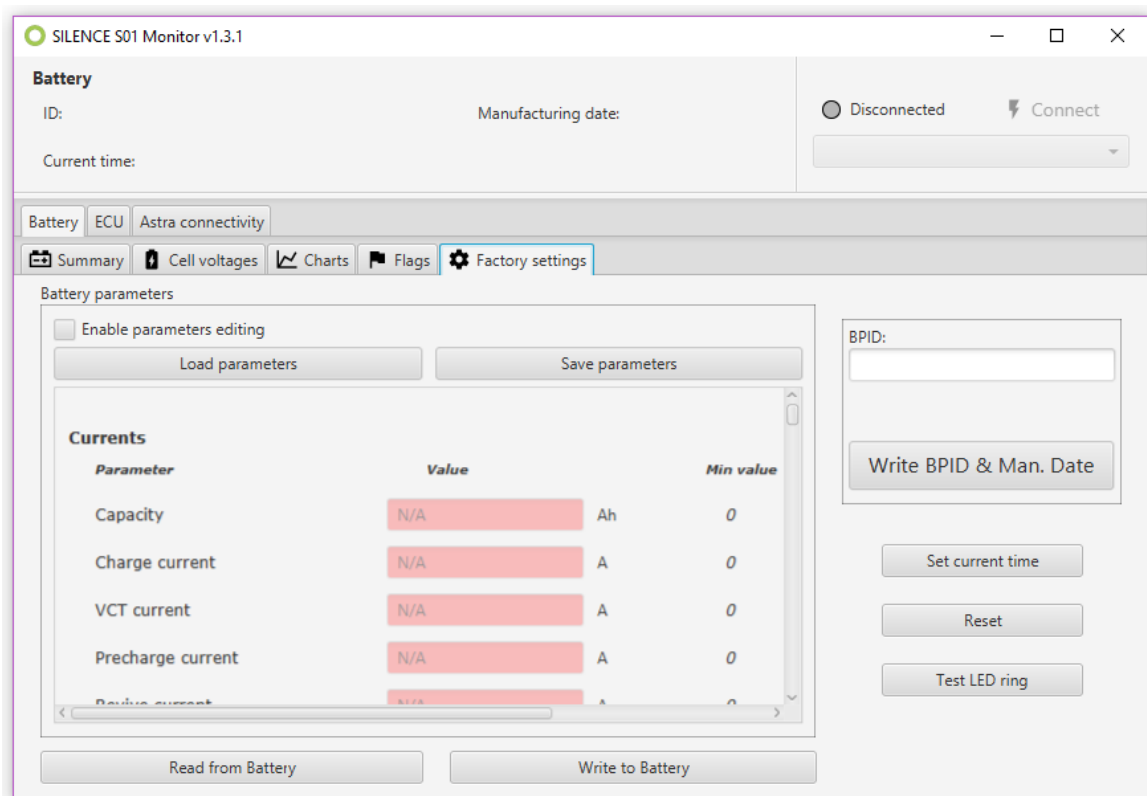 SILENCE S01 Monitor v1.3.1
Battery
ID:
Manufacturing date:
Disconnected
Connect
Current time:
Battery ECU Astra connectivity
Summary Cell voltages Charts Flags Factory settings
Battery parameters
Enable parameters editing
Load parameters Save parameters
Currents
Parameter Value Min value
Capacity N/A Ah 0
Charge current N/A A 0
VCT current N/A A 0
Precharge current N/A A 0
Revive current N/A A 0
Read from Battery Write to Battery
BPID:
Write BPID & Man. Date
Set current time
Reset
Test LED ring